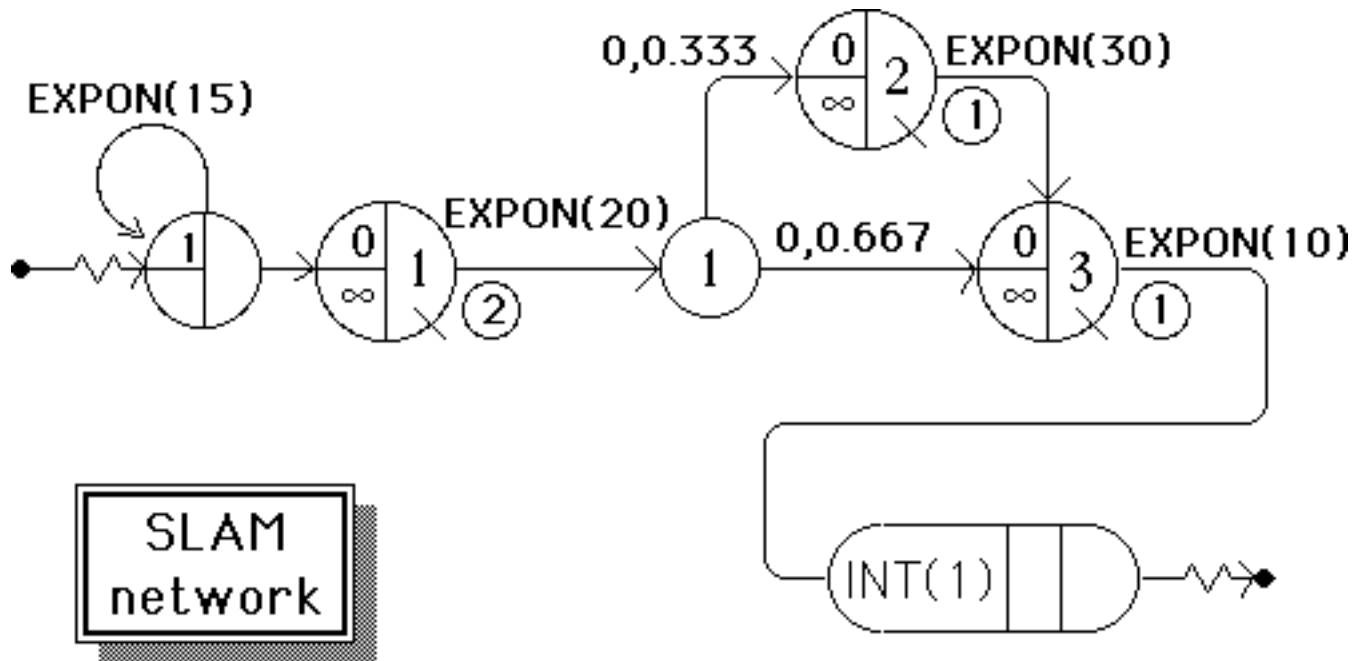 0,0.333
0
2
∞
EXPON(30)
1
EXPON(15)
1
0
1
∞
EXPON(20)
2
1
0,0.667
0
3
∞
EXPON(10)
1
SLAM
network
INT(1)